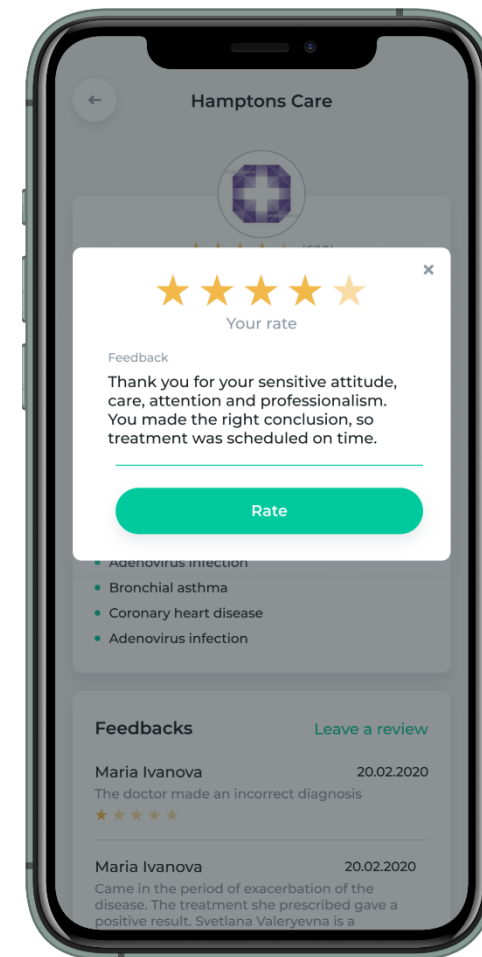 Hamptons Care
Your rate
Feedback
Thank you for your sensitive attitude,
care, attention and professionalism.
You made the right conclusion, so
treatment was scheduled on time.
Rate
Adenovirus infection
Bronchial asthma
Coronary heart disease
Adenovirus infection
Feedbacks Leave a review
Maria Ivanova 20.02.2020
The doctor made an incorrect diagnosis
Maria Ivanova 20.02.2020
Came in the period of exacerbation of the
disease. The treatment she prescribed gave a
positive result. Svetlana Valeryevna is a